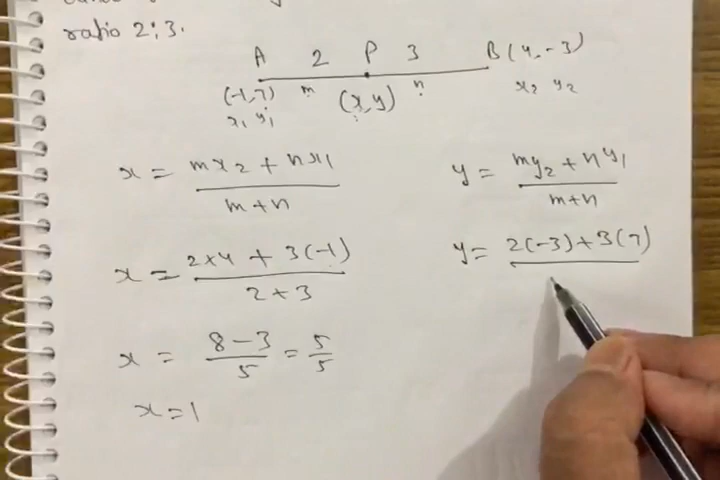 ratio 2:3.
A 2 P 3 B(4, -3)
(-1,7) m (x,y) n x₂ y₂
x₁ y₁
x = mx₂ + nx₁ / m+n
y = my₂ + ny₁ / m+n
x = 2×4 + 3(-1) / 2+3
y = 2(-3)+3(7)
x = 8-3 / 5 = 5/5
x = 1